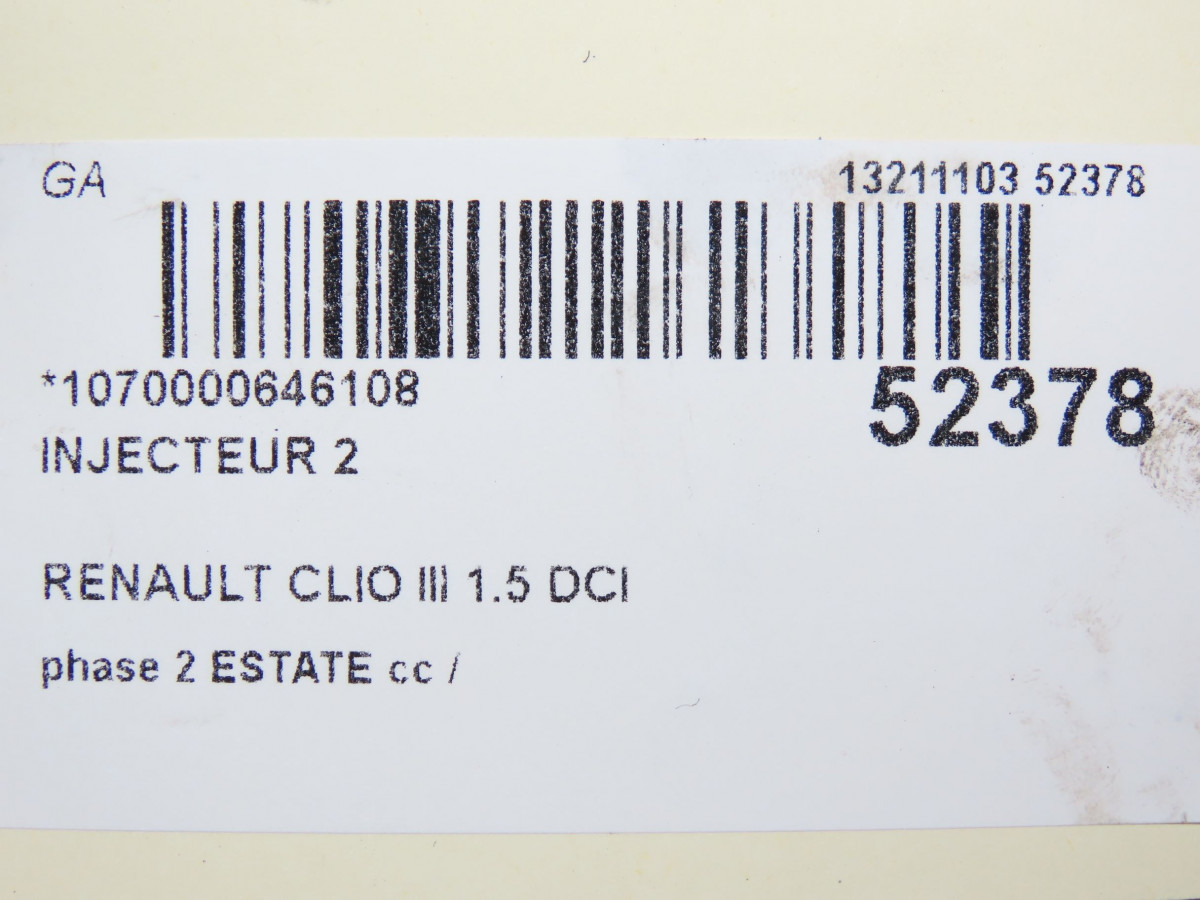 GA 13211103 52378
*1070000646108
52378
INJECTEUR 2
RENAULT CLIO III 1.5 DCI
phase 2 ESTATE cc /